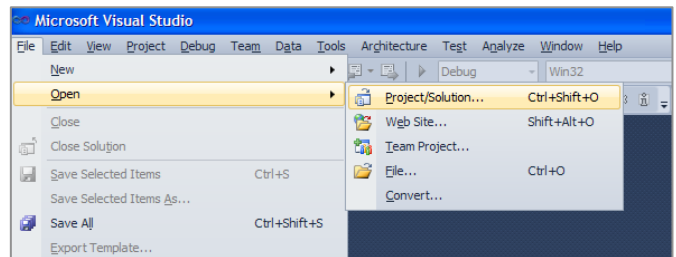 Microsoft Visual Studio
File Edit View Project Debug Team Data Tools Architecture Test Analyze Window Help
New
Debug Win32
Open
Project/Solution... Ctrl+Shift+O
Close
Web Site... Shift+Alt+O
Close Solution
Team Project...
Save Selected Items Ctrl+S
File... Ctrl+O
Save Selected Items As...
Convert...
Save All Ctrl+Shift+S
Export Template...